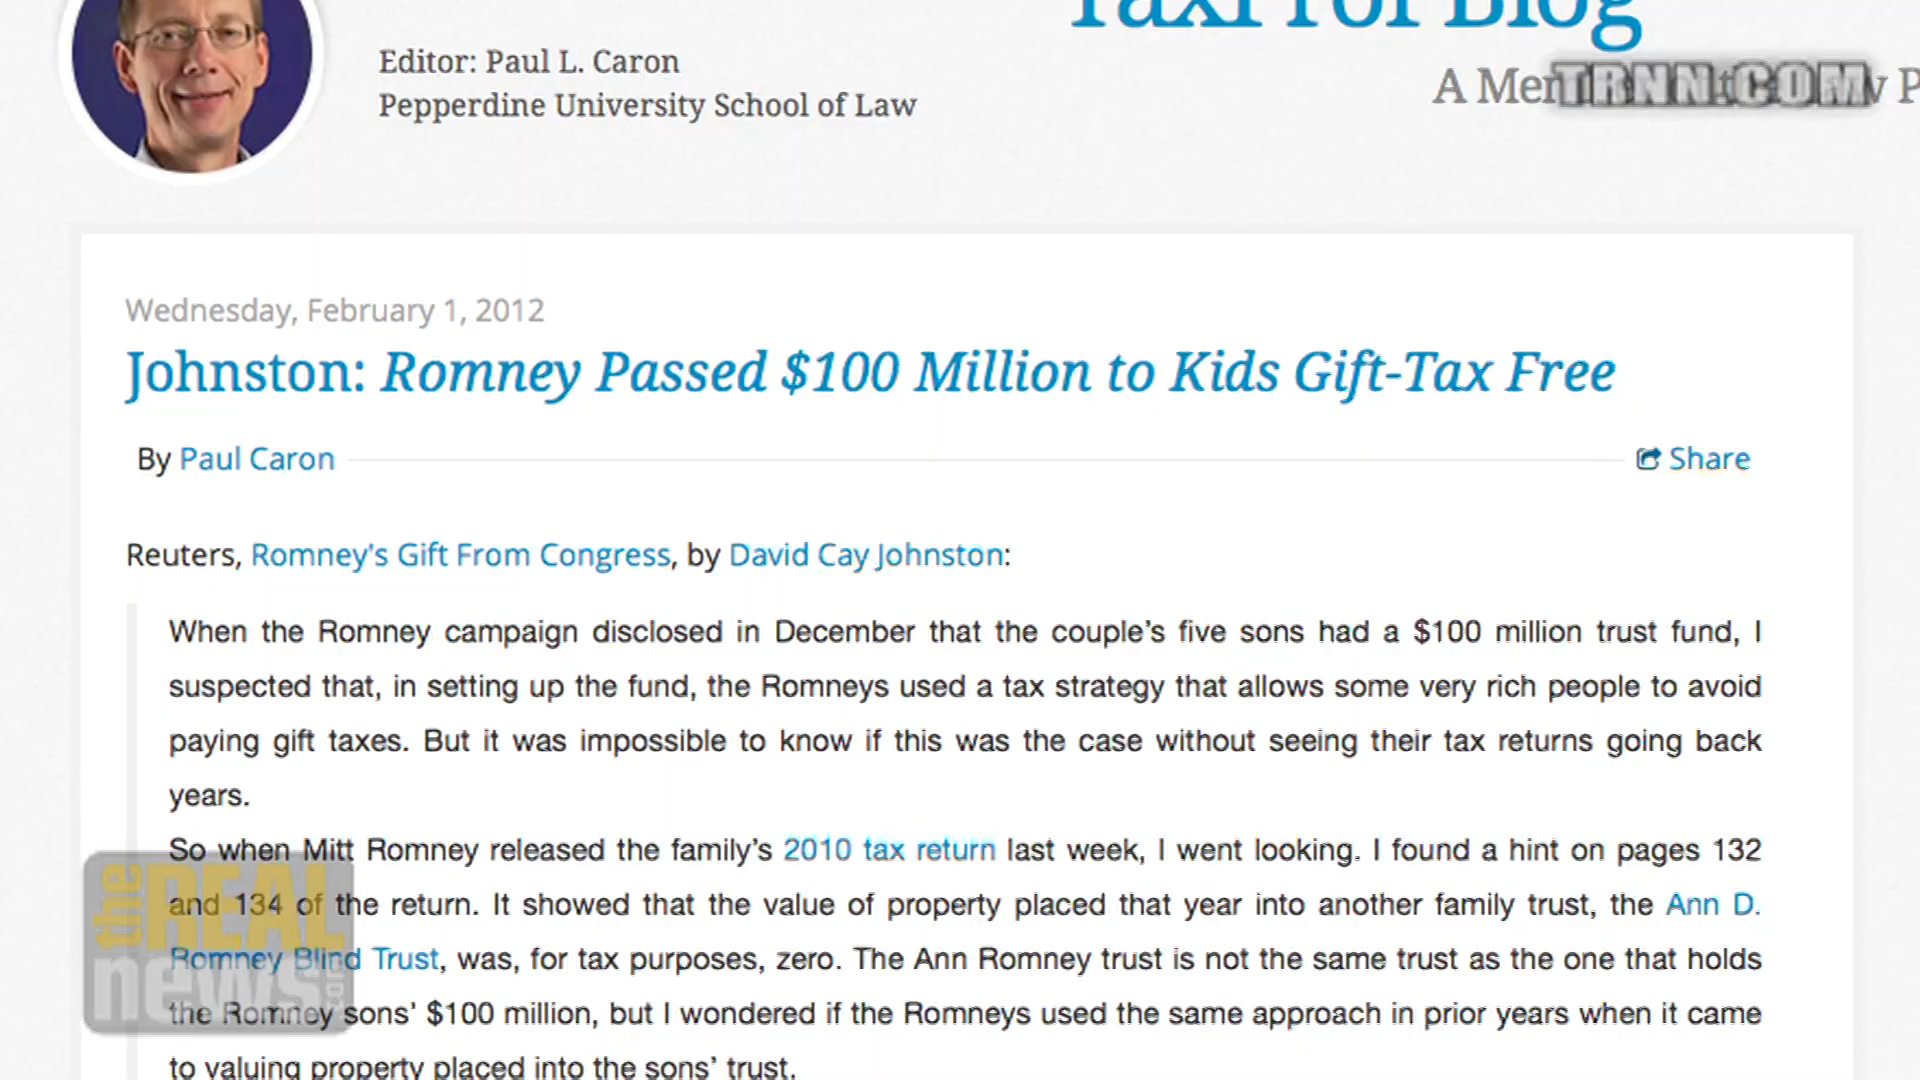 TaxProf Blog
Editor: Paul L. Caron
Pepperdine University School of Law
A Mem
TRNN.COM
Wednesday, February 1, 2012
Johnston: Romney Passed $100 Million to Kids Gift-Tax Free
By Paul Caron
Share
Reuters, Romney's Gift From Congress, by David Cay Johnston:
When the Romney campaign disclosed in December that the couple's five sons had a $100 million trust fund, I
suspected that, in setting up the fund, the Romneys used a tax strategy that allows some very rich people to avoid
paying gift taxes. But it was impossible to know if this was the case without seeing their tax returns going back
years.
So when Mitt Romney released the family's 2010 tax return last week, I went looking. I found a hint on pages 132
and 134 of the return. It showed that the value of property placed that year into another family trust, the Ann D.
Romney Blind Trust, was, for tax purposes, zero. The Ann Romney trust is not the same trust as the one that holds
the Romney sons' $100 million, but I wondered if the Romneys used the same approach in prior years when it came
to valuing property placed into the sons' trust.
the REAL
news.com